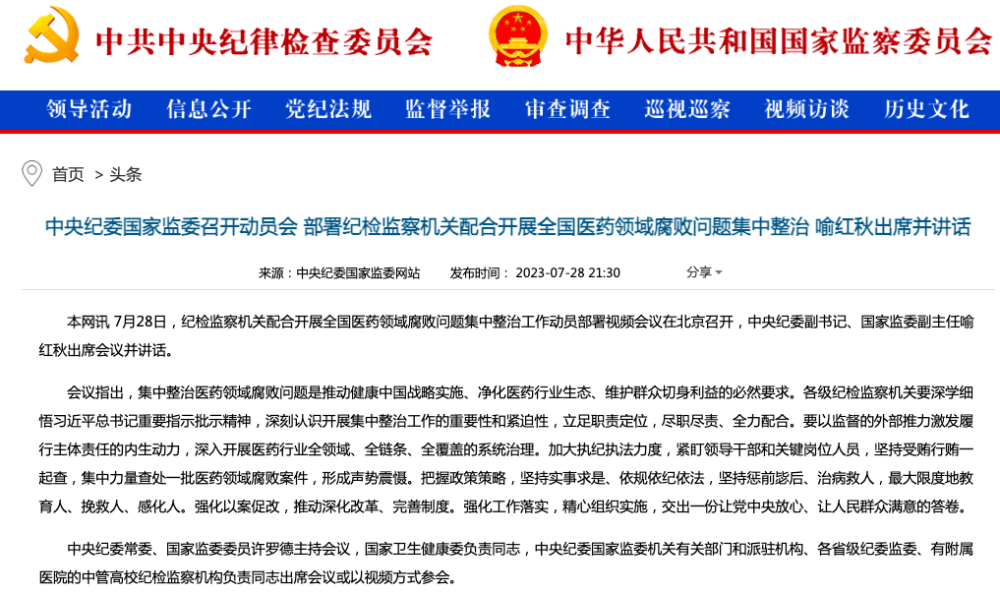 中共中央纪律检查委员会 中华人民共和国国家监察委员会
领导活动 信息公开 党纪法规 监督举报 审查调查 巡视巡察 视频访谈 历史文化
首页 > 头条
中央纪委国家监委召开动员会 部署纪检监察机关配合开展全国医药领域腐败问题集中整治 喻红秋出席并讲话
来源：中央纪委国家监委网站 发布时间： 2023-07-28 21:30 分享
本网讯 7月28日，纪检监察机关配合开展全国医药领域腐败问题集中整治工作动员部署视频会议在北京召开，中央纪委副书记、国家监委副主任喻
红秋出席会议并讲话。
会议指出，集中整治医药领域腐败问题是推动健康中国战略实施、净化医药行业生态、维护群众切身利益的必然要求。各级纪检监察机关要深学细
悟习近平总书记重要指示批示精神，深刻认识开展集中整治工作的重要性和紧迫性，立足职责定位，尽职尽责、全力配合。要以监督的外部推力激发履
行主体责任的内生动力，深入开展医药行业全领域、全链条、全覆盖的系统治理。加大执纪执法力度，紧盯领导干部和关键岗位人员，坚持受贿行贿一
起查，集中力量查处一批医药领域腐败案件，形成声势震慑。把握政策策略，坚持实事求是、依规依纪依法，坚持惩前毖后、治病救人，最大限度地教
育人、挽救人、感化人。强化以案促改，推动深化改革、完善制度。强化工作落实，精心组织实施，交出一份让党中央放心、让人民群众满意的答卷。
中央纪委常委、国家监委委员许罗德主持会议，国家卫生健康委负责同志，中央纪委国家监委机关有关部门和派驻机构、各省级纪委监委、有附属
医院的中管高校纪检监察机构负责同志出席会议或以视频方式参会。